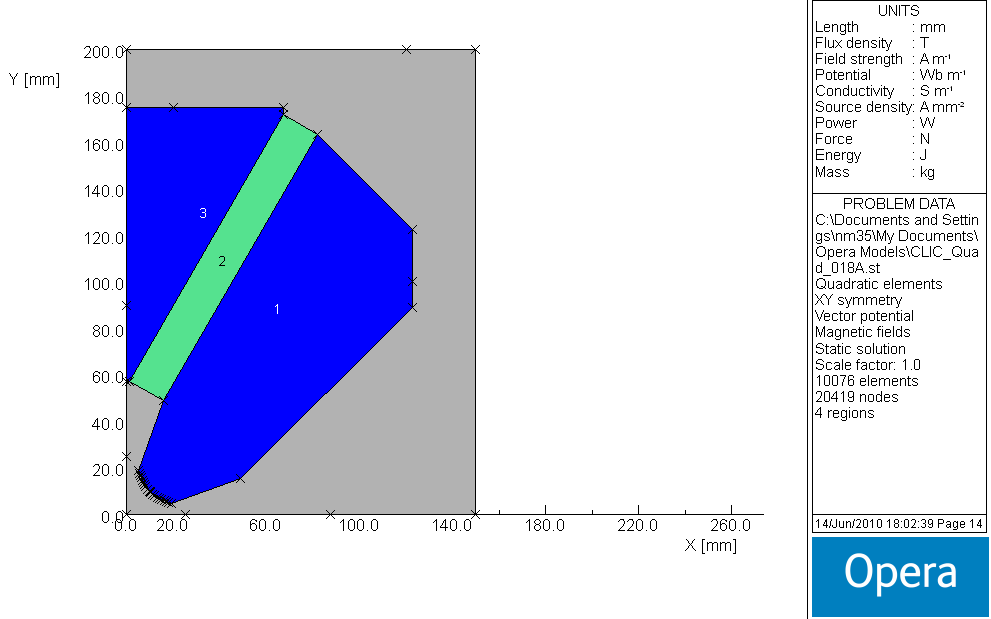 Y [mm]
200.0
180.0
160.0
140.0
120.0
100.0
80.0
60.0
40.0
20.0
0.0
3
2
1
0.0 20.0 60.0 100.0 140.0 180.0 220.0 260.0
X [mm]
UNITS
Length : mm
Flux density : T
Field strength : A m⁻¹
Potential : Wb m⁻¹
Conductivity : S m⁻¹
Source density: A mm⁻²
Power : W
Force : N
Energy : J
Mass : kg
PROBLEM DATA
C:\Documents and Settin
gs\nm35\My Documents\
Opera Models\CLIC_Qua
d_018A.st
Quadratic elements
XY symmetry
Vector potential
Magnetic fields
Static solution
Scale factor: 1.0
10076 elements
20419 nodes
4 regions
14/Jun/2010 18:02:39 Page 14
Opera